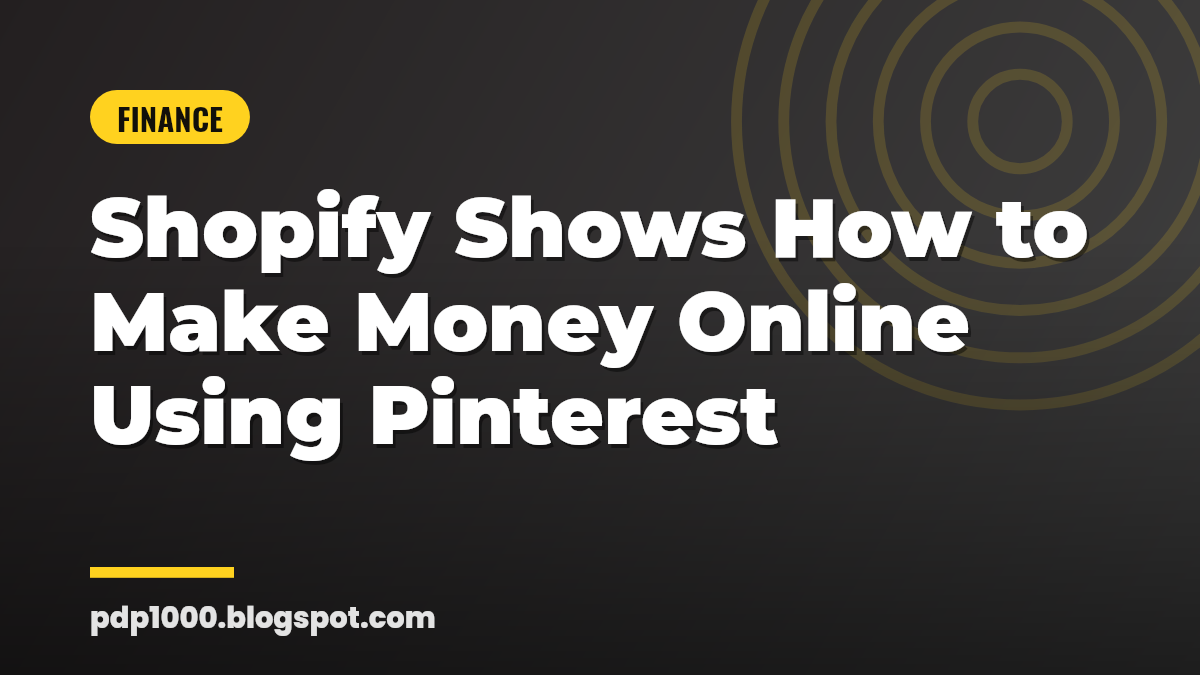 FINANCE
Shopify Shows How to
Make Money Online
Using Pinterest
pdp1000.blogspot.com